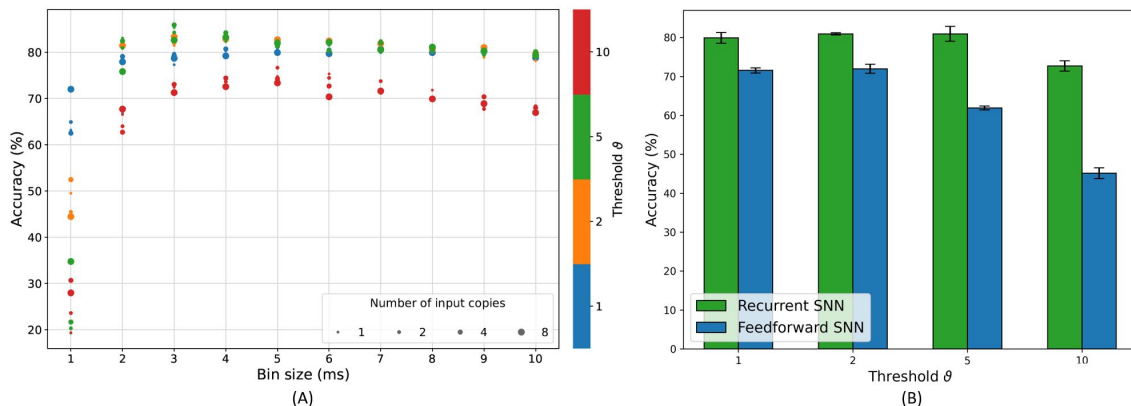 Accuracy (%)
80
70
60
50
40
30
20
1 2 3 4 5 6 7 8 9 10
Bin size (ms)
Number of input copies
1 2 4 8
10
5
2
1
Threshold ϑ
(A)
Accuracy (%)
80
70
60
50
40
30
20
10
0
Recurrent SNN
Feedforward SNN
1 2 5 10
Threshold ϑ
(B)